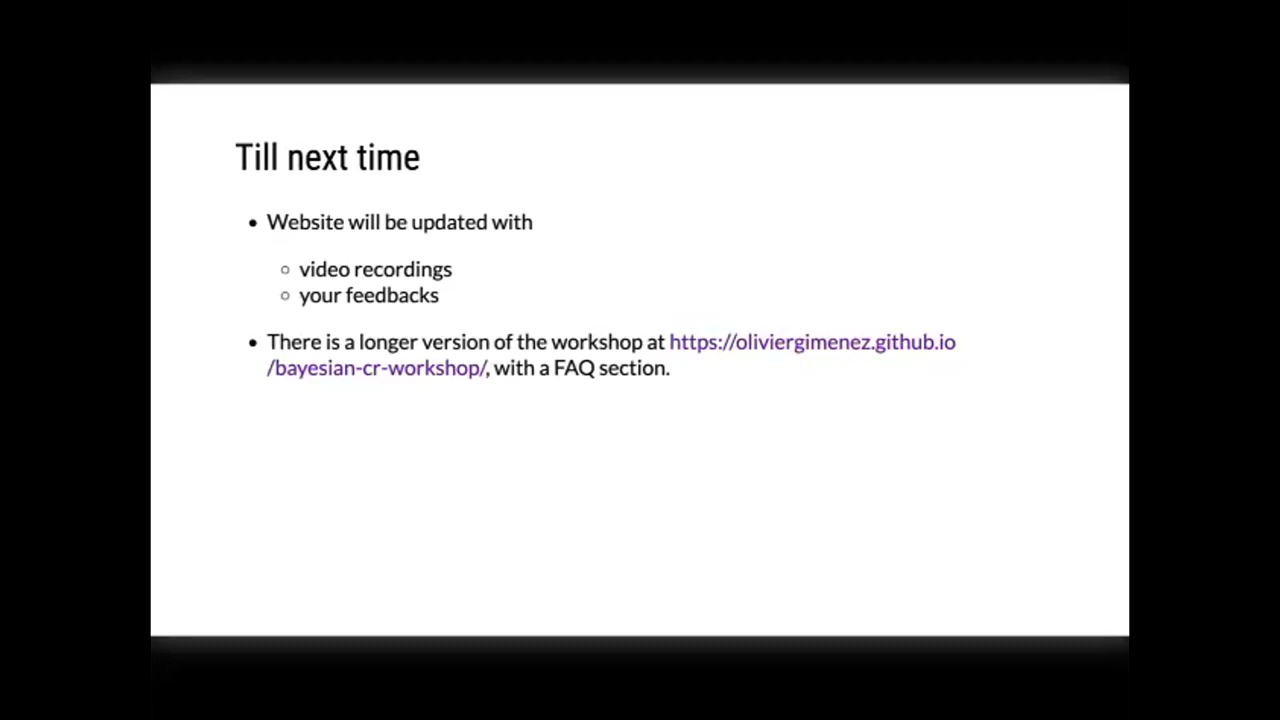 Till next time
• Website will be updated with
○ video recordings
○ your feedbacks
• There is a longer version of the workshop at https://oliviergimenez.github.io
/bayesian-cr-workshop/, with a FAQ section.